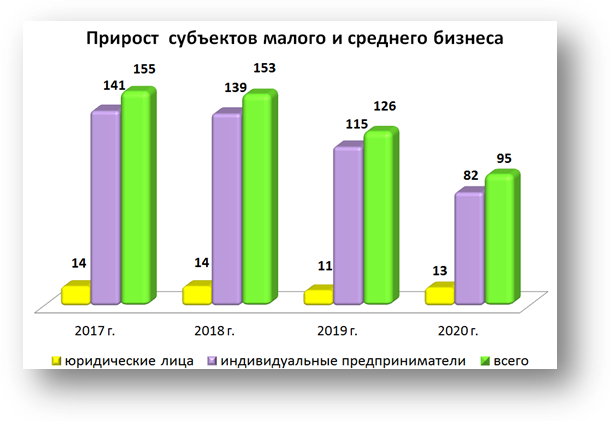 Прирост субъектов малого и среднего бизнеса
141 155
139 153
115 126
82 95
14 14 11 13
2017 г. 2018 г. 2019 г. 2020 г.
юридические лица индивидуальные предприниматели всего